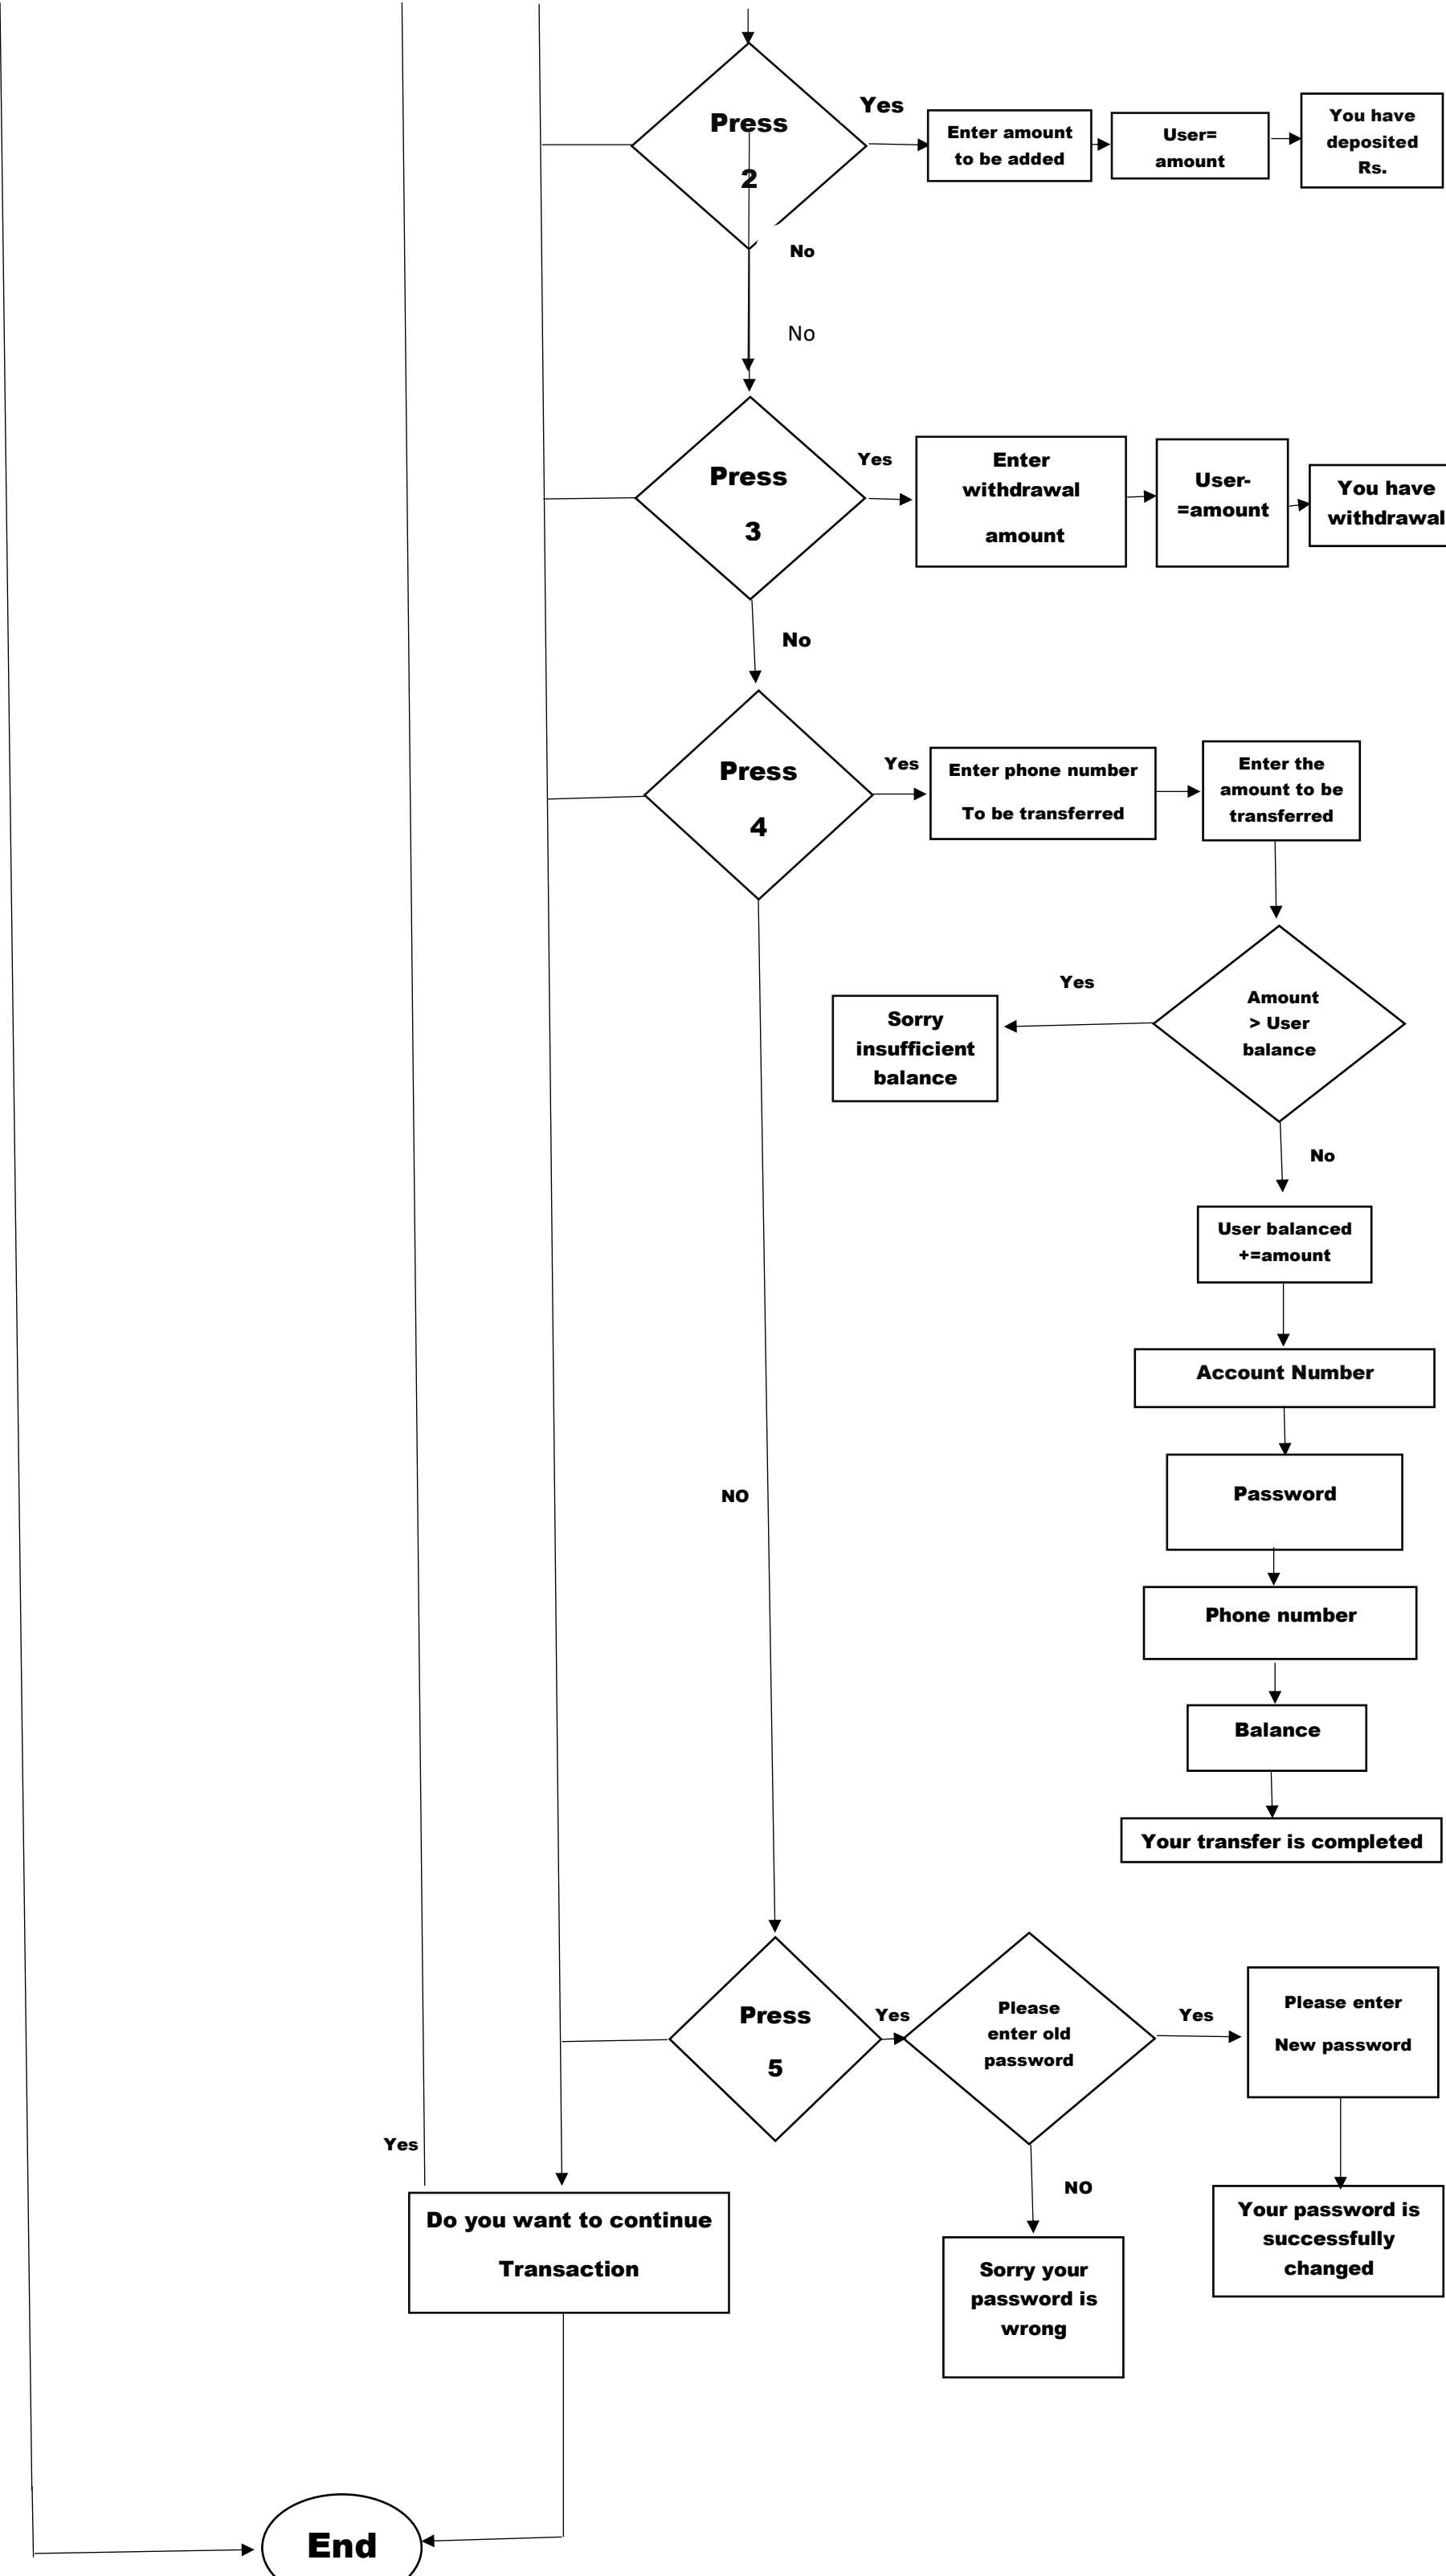 Press
2
Yes
Enter amount
to be added
User=
amount
You have
deposited
Rs.
No
No
Press
3
Yes
Enter
withdrawal
amount
User-
=amount
You have
withdrawal
No
Press
4
Yes
Enter phone number
To be transferred
Enter the
amount to be
transferred
Yes
Sorry
insufficient
balance
Amount
> User
balance
No
User balanced
+=amount
Account Number
Password
NO
Phone number
Balance
Your transfer is completed
Press
5
Yes
Please
enter old
password
Yes
Please enter
New password
Yes
NO
Do you want to continue
Transaction
Your password is
successfully
changed
Sorry your
password is
wrong
End